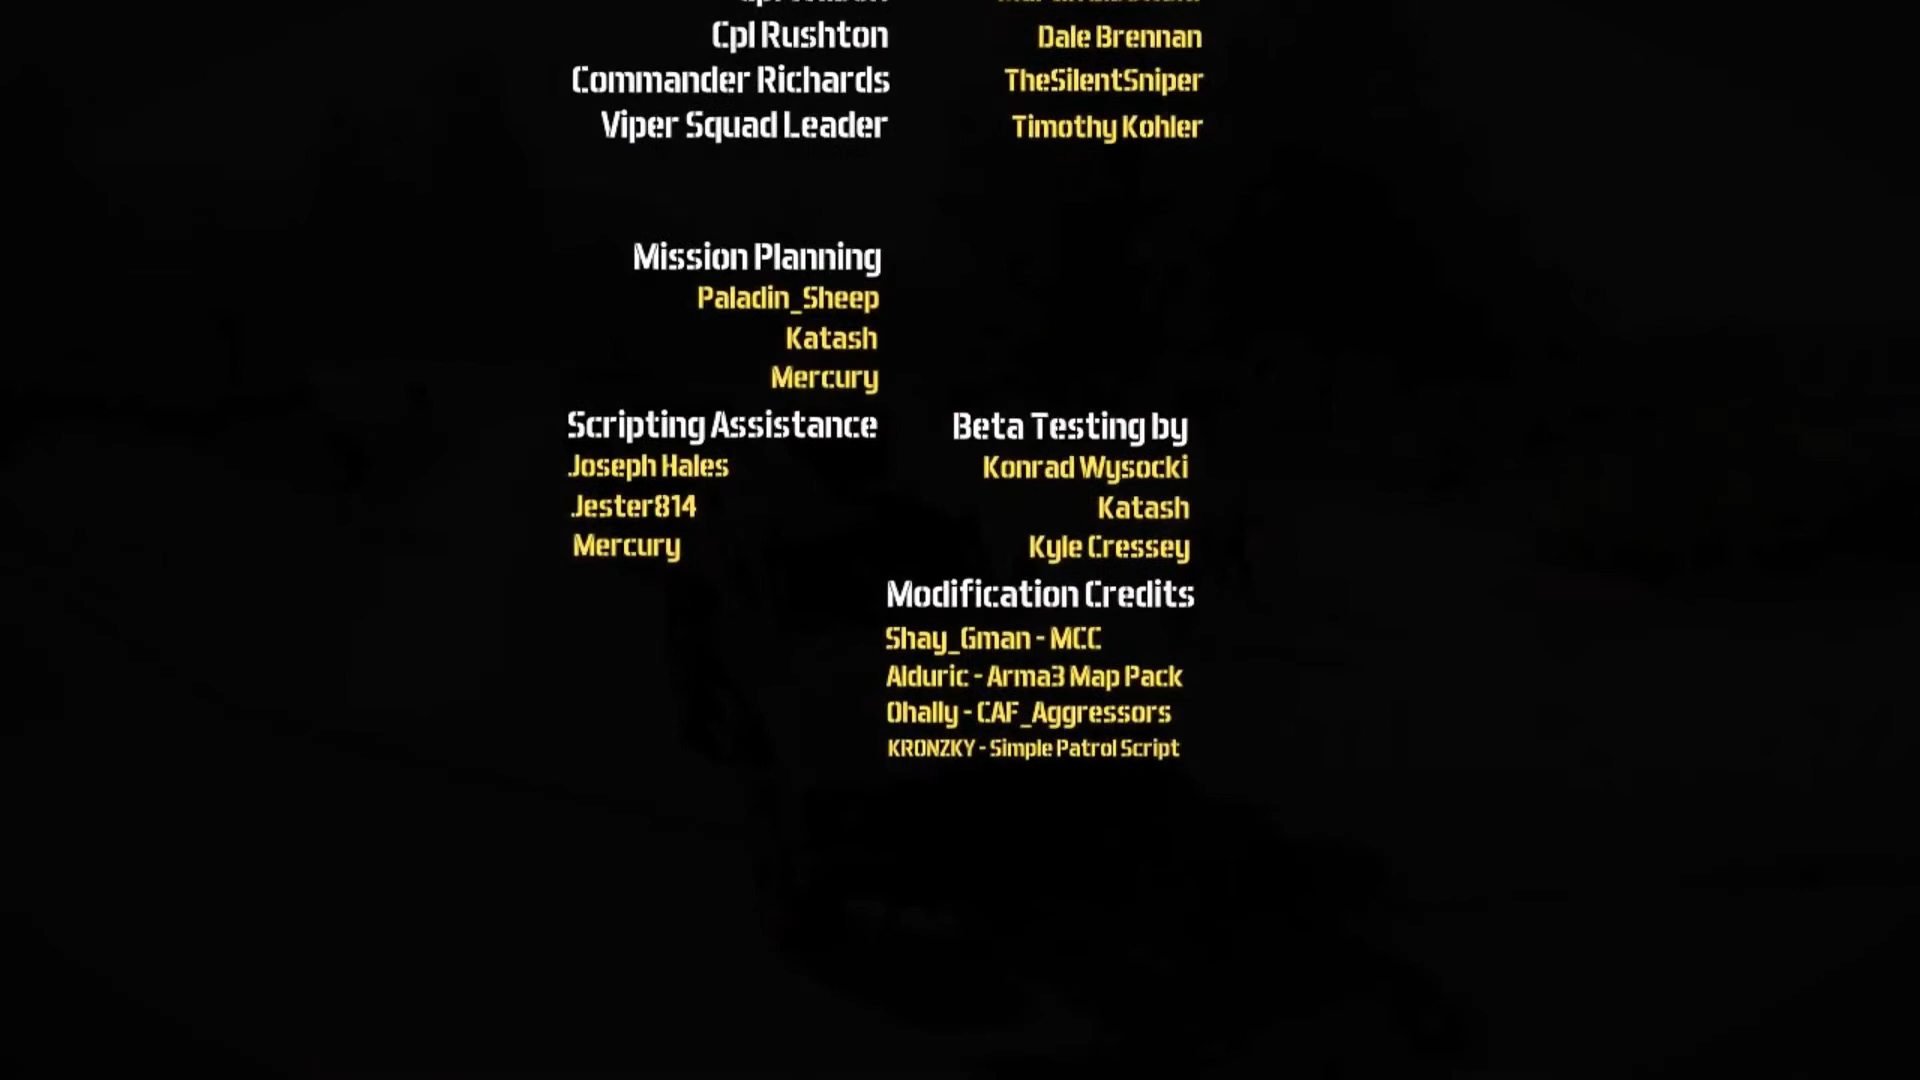 Cpl Rushton Dale Brennan
Commander Richards TheSilentSniper
Viper Squad Leader Timothy Kohler
Mission Planning
Paladin_Sheep
Katash
Mercury
Scripting Assistance
Joseph Hales
Jester814
Mercury
Beta Testing by
Konrad Wysocki
Katash
Kyle Cressey
Modification Credits
Shay_Gman - MCC
Alduric - Arma3 Map Pack
Ohally - CAF_Aggressors
KRONZKY - Simple Patrol Script